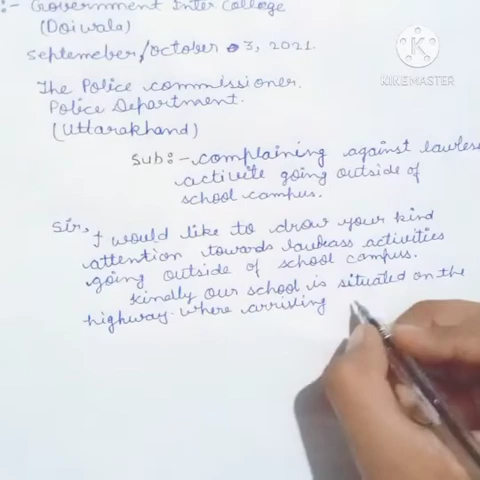 :- Government Inter College
(Doiwala)
septemeber/october 3, 2021.
K
KINEMASTER
The Police commissioner.
Police Department.
(Uttarakhand)
Sub:- complaining against lawless
activite going outside of
school campus.
Sir, I would like to draw your kind
attention towards lawless activities
going outside of school campus.
kindly our school is situated on the
highway. where arriving